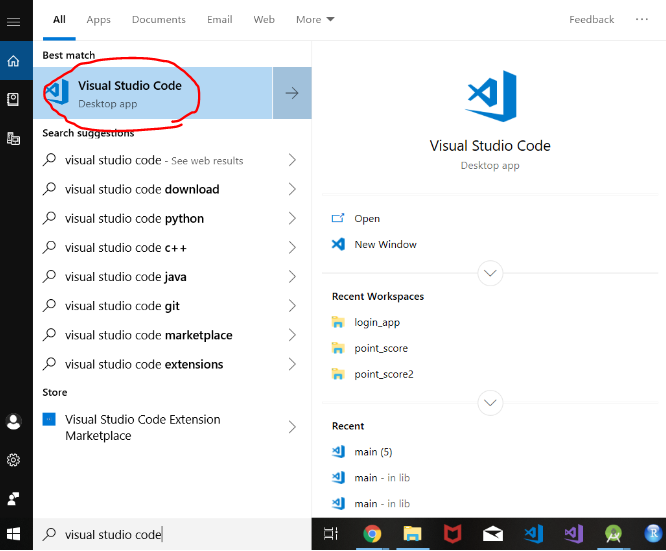 All Apps Documents Email Web More Feedback ...
Best match
Visual Studio Code
Desktop app
Search suggestions
visual studio code - See web results
visual studio code download
visual studio code python
visual studio code c++
visual studio code java
visual studio code git
visual studio code marketplace
visual studio code extensions
Store
Visual Studio Code Extension
Marketplace
visual studio code
Visual Studio Code
Desktop app
Open
New Window
Recent Workspaces
login_app
point_score
point_score2
Recent
main (5)
main - in lib
main - in lib
R